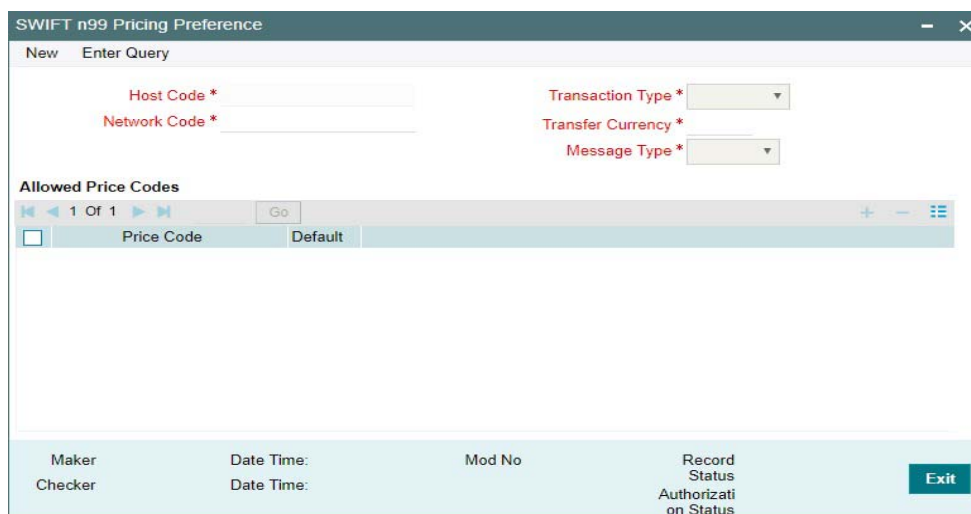 SWIFT n99 Pricing Preference
New Enter Query
Host Code *
Network Code *
Transaction Type *
Transfer Currency *
Message Type *
Allowed Price Codes
1 Of 1 Go
Price Code Default
Maker Date Time: Mod No Record
Status
Checker Date Time:
Authorizati
on Status
Exit